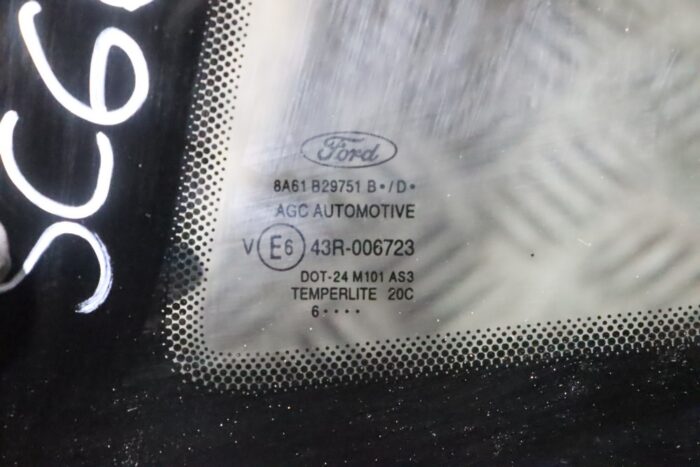 Ford
8A61 B29751 B•/D•
AGC AUTOMOTIVE
V E6 43R-006723
DOT-24 M101 AS3
TEMPERLITE 20C
6••••